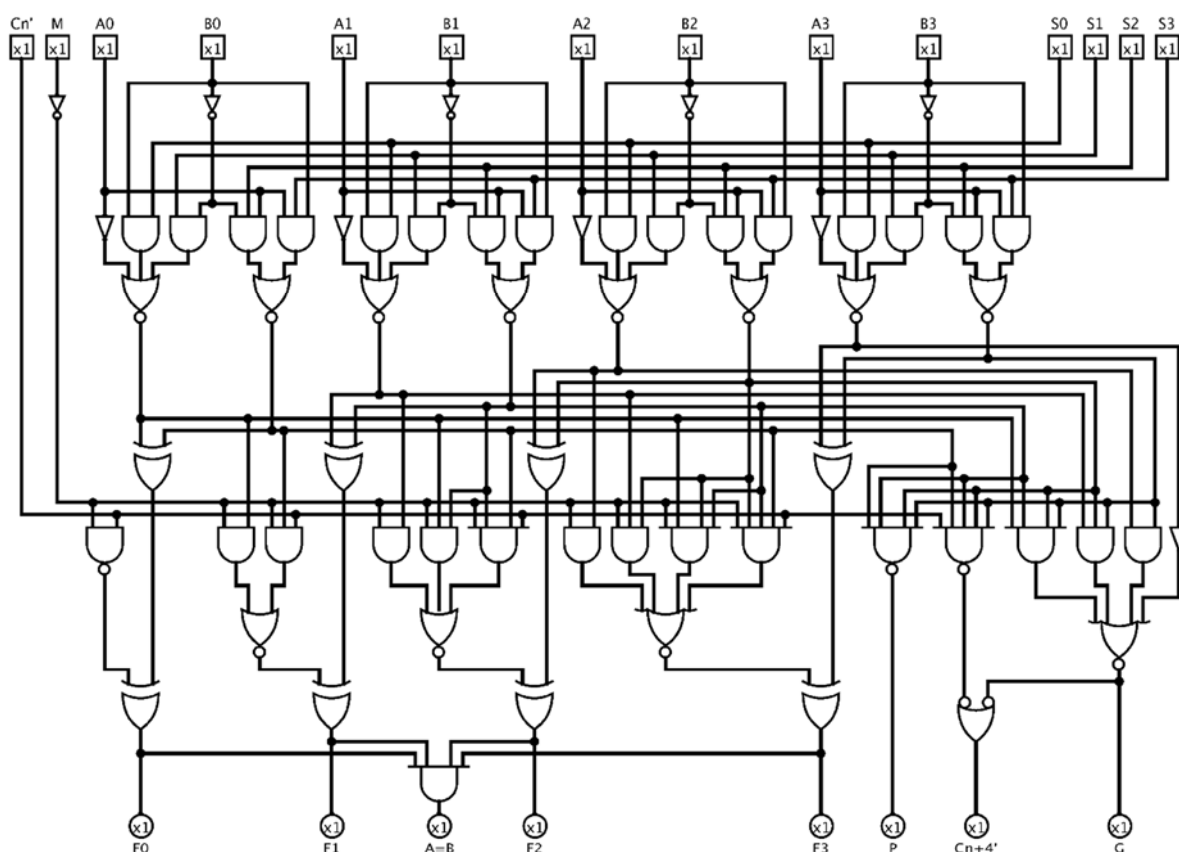 Cn' M A0 B0 A1 B1 A2 B2 A3 B3 S0 S1 S2 S3
x1 x1 x1 x1 x1 x1 x1 x1 x1 x1 x1 x1 x1 x1
x1 x1 x1 x1 x1 x1 x1 x1
F0 F1 A=B F2 F3 P Cn+4' G